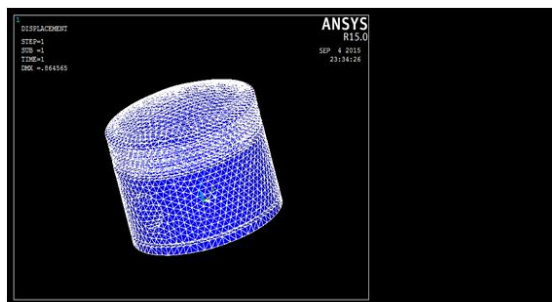 1
DISPLACEMENT
STEP=1
SUB =1
TIME=1
DMX =.864565
ANSYS
R15.0
SEP 4 2015
23:34:26